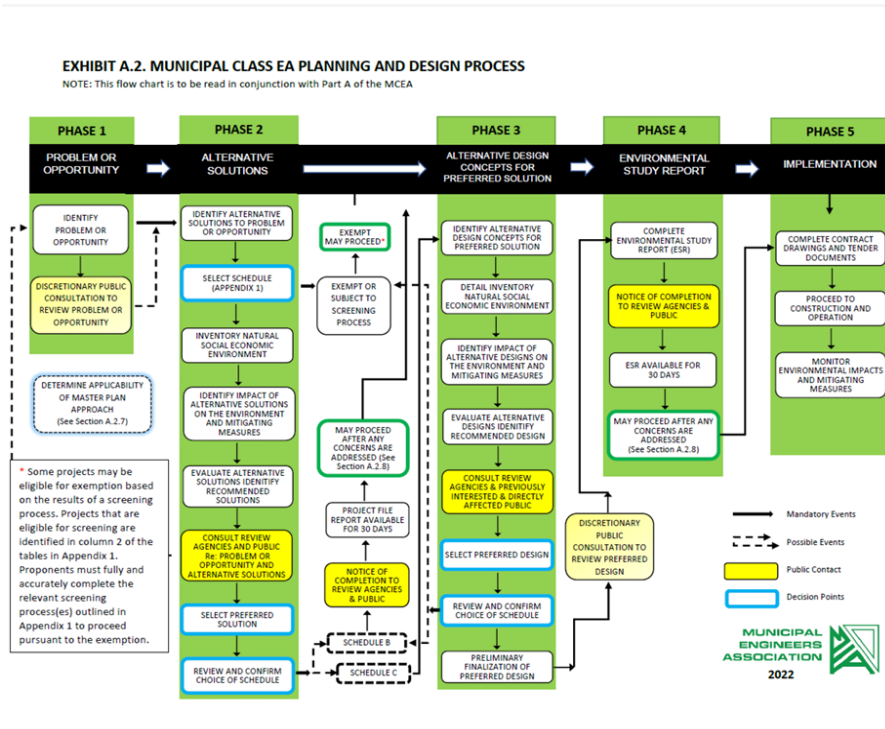 EXHIBIT A.2. MUNICIPAL CLASS EA PLANNING AND DESIGN PROCESS
NOTE: This flow chart is to be read in conjunction with Part A of the MCEA
PHASE 1
PROBLEM OR
OPPORTUNITY
IDENTIFY
PROBLEM OR
OPPORTUNITY
DISCRETIONARY PUBLIC
CONSULTATION TO
REVIEW PROBLEM OR
OPPORTUNITY
DETERMINE APPLICABILITY
OF MASTER PLAN
APPROACH
(See Section A.2.7)
* Some projects may be
eligible for exemption based
on the results of a screening
process. Projects that are
eligible for screening are
identified in column 2 of the
tables in Appendix 1.
Proponents must fully and
accurately complete the
relevant screening
process(es) outlined in
Appendix 1 to proceed
pursuant to the exemption.
PHASE 2
ALTERNATIVE
SOLUTIONS
IDENTIFY ALTERNATIVE
SOLUTIONS TO PROBLEM
OR OPPORTUNITY
SELECT SCHEDULE
(APPENDIX 1)
INVENTORY NATURAL
SOCIAL ECONOMIC
ENVIRONMENT
IDENTIFY IMPACT OF
ALTERNATIVE SOLUTIONS
ON THE ENVIRONMENT
AND MITIGATING
MEASURES
EVALUATE ALTERNATIVE
SOLUTIONS IDENTIFY
RECOMMENDED
SOLUTIONS
CONSULT REVIEW
AGENCIES AND PUBLIC
Re: PROBLEM OR
OPPORTUNITY AND
ALTERNATIVE SOLUTIONS
SELECT PREFERRED
SOLUTION
REVIEW AND CONFIRM
CHOICE OF SCHEDULE
EXEMPT
MAY PROCEED*
EXEMPT OR
SUBJECT TO
SCREENING
PROCESS
MAY PROCEED
AFTER ANY
CONCERNS ARE
ADDRESSED (See
Section A.2.8)
PROJECT FILE
REPORT AVAILABLE
FOR 30 DAYS
NOTICE OF
COMPLETION TO
REVIEW AGENCIES
& PUBLIC
SCHEDULE B
SCHEDULE C
PHASE 3
ALTERNATIVE DESIGN
CONCEPTS FOR
PREFERRED SOLUTION
IDENTIFY ALTERNATIVE
DESIGN CONCEPTS FOR
PREFERRED SOLUTION
DETAIL INVENTORY
NATURAL SOCIAL
ECONOMIC ENVIRONMENT
IDENTIFY IMPACT OF
ALTERNATIVE DESIGNS ON
THE ENVIRONMENT AND
MITIGATING MEASURES
EVALUATE ALTERNATIVE
DESIGNS IDEINTIFY
RECOMMENDED DESIGN
CONSULT REVIEW
AGENCIES & PREVIOUSLY
INTERESTED & DIRECTLY
AFFECTED PUBLIC
SELECT PREFERRED DESIGN
REVIEW AND CONFIRM
CHOICE OF SCHEDULE
PRELIMINARY
FINALIZATION OF
PREFERRED DESIGN
DISCRETIONARY
PUBLIC
CONSULTATION TO
REVIEW PREFERRED
DESIGN
PHASE 4
ENVIRONMENTAL
STUDY REPORT
COMPLETE
ENVIRONMENTAL STUDY
REPORT (ESR)
NOTICE OF COMPLETION
TO REVIEW AGENCIES &
PUBLIC
ESR AVAILABLE FOR
30 DAYS
MAY PROCEED AFTER ANY
CONCERNS ARE
ADDRESSED
(See Section A.2.8)
PHASE 5
IMPLEMENTATION
COMPLETE CONTRACT
DRAWINGS AND TENDER
DOCUMENTS
PROCEED TO
CONSTRUCTION AND
OPERATION
MONITOR
ENVIRONMENTAL IMPACTS
AND MITIGATING
MEASURES
Mandatory Events
Possible Events
Public Contact
Decision Points
MUNICIPAL
ENGINEERS
ASSOCIATION
2022